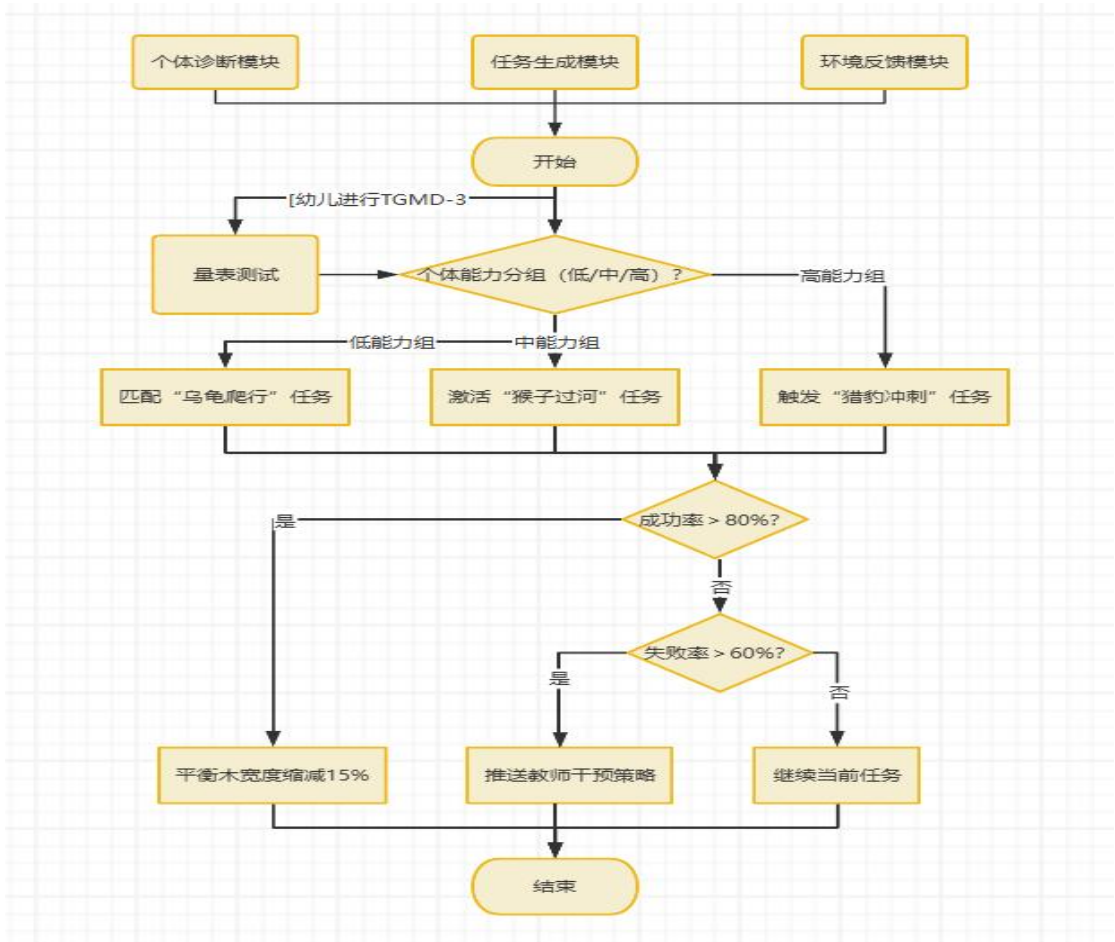 个体诊断模块
任务生成模块
环境反馈模块
开始
[幼儿进行TGMD-3
量表测试
个体能力分组（低/中/高）？
高能力组
低能力组
中能力组
匹配“乌龟爬行”任务
激活“猴子过河”任务
触发“猎豹冲刺”任务
成功率＞80%?
是
否
失败率＞60%?
是
否
平衡木宽度缩减15%
推送教师干预策略
继续当前任务
结束